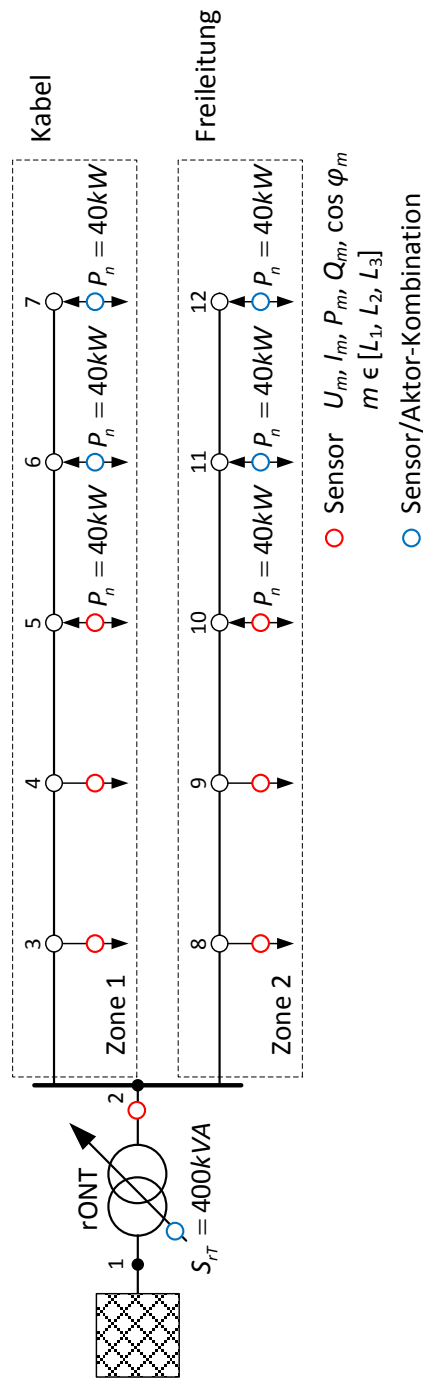 Kabel
3
4
5
6
7
P_n = 40kW
P_n = 40kW
P_n = 40kW
Zone 1
rONT
1
2
S_rT = 400kVA
Freileitung
8
9
10
11
12
P_n = 40kW
P_n = 40kW
P_n = 40kW
Zone 2
Sensor U_m, I_m, P_m, Q_m, cos φ_m
m ϵ [L_1, L_2, L_3]
Sensor/Aktor-Kombination